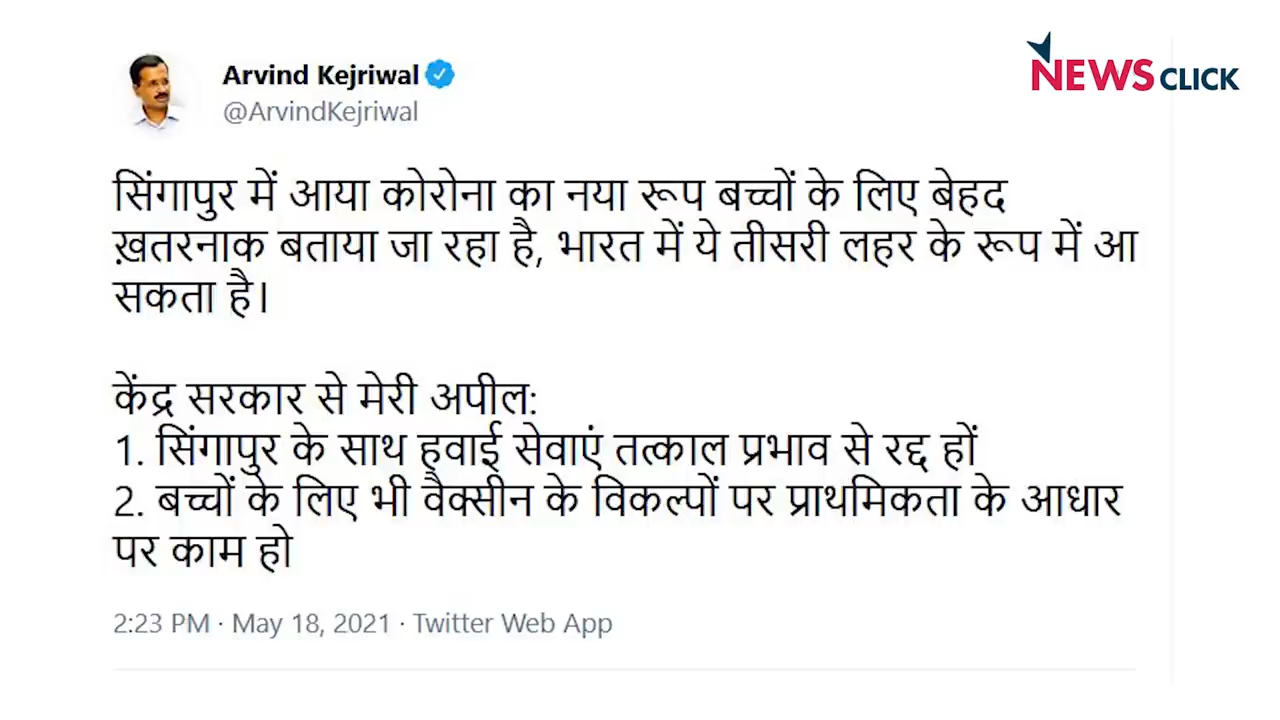 Arvind Kejriwal
@ArvindKejriwal
NEWS CLICK
सिंगापुर में आया कोरोना का नया रूप बच्चों के लिए बेहद
ख़तरनाक बताया जा रहा है, भारत में ये तीसरी लहर के रूप में आ
सकता है।
केंद्र सरकार से मेरी अपील:
1. सिंगापुर के साथ हवाई सेवाएं तत्काल प्रभाव से रद्द हों
2. बच्चों के लिए भी वैक्सीन के विकल्पों पर प्राथमिकता के आधार
पर काम हो
2:23 PM · May 18, 2021 · Twitter Web App